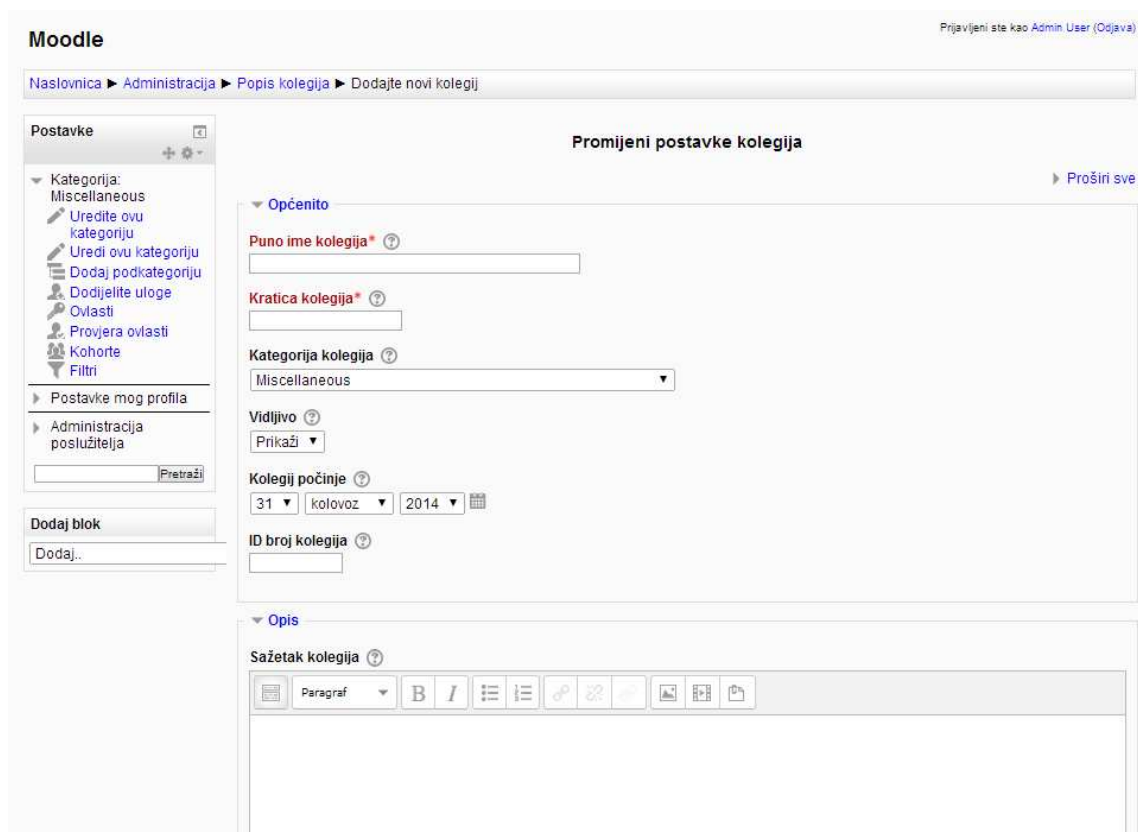 Moodle
Prijavljeni ste kao Admin User (Odjava)
Naslovnica ► Administracija ► Popis kolegija ► Dodajte novi kolegij
Postavke
Kategorija:
Miscellaneous
Uredite ovu
kategoriju
Uredi ovu kategoriju
Dodaj podkategoriju
Dodijelite uloge
Ovlasti
Provjera ovlasti
Kohorte
Filtri
Postavke mog profila
Administracija
poslužitelja
Pretraži
Dodaj blok
Dodaj..
Promijeni postavke kolegija
Proširi sve
Općenito
Puno ime kolegija*
Kratica kolegija*
Kategorija kolegija
Miscellaneous
Vidljivo
Prikaži
Kolegij počinje
31 kolovoz 2014
ID broj kolegija
Opis
Sažetak kolegija
Paragraf B I